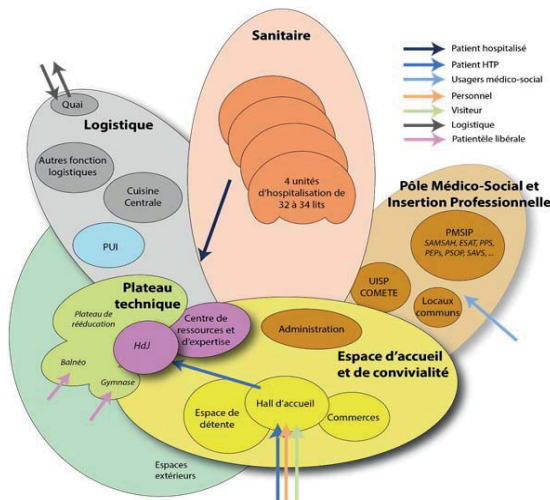 Sanitaire
Patient hospitalisé
Patient HTP
Usagers médico-social
Personnel
Visiteur
Logistique
Patientèle libérale
Quai
Logistique
Autres fonction
logistiques
Cuisine
Centrale
PUI
4 unités
d'hospitalisation de
32 à 34 lits
Pôle Médico-Social et
Insertion Professionnelle
PMSIP
SAMSAH, ESAT, PPS,
PEPs, PSOP, SAVS, ...
UISP
COMETE
Locaux
communs
Plateau
technique
Plateau de
rééducation
HdJ
Balnéo
Gymnase
Centre de
ressources et
d'expertise
Administration
Espace d'accueil
et de convivialité
Espace de
détente
Hall d'accueil
Commerces
Espaces
extérieurs